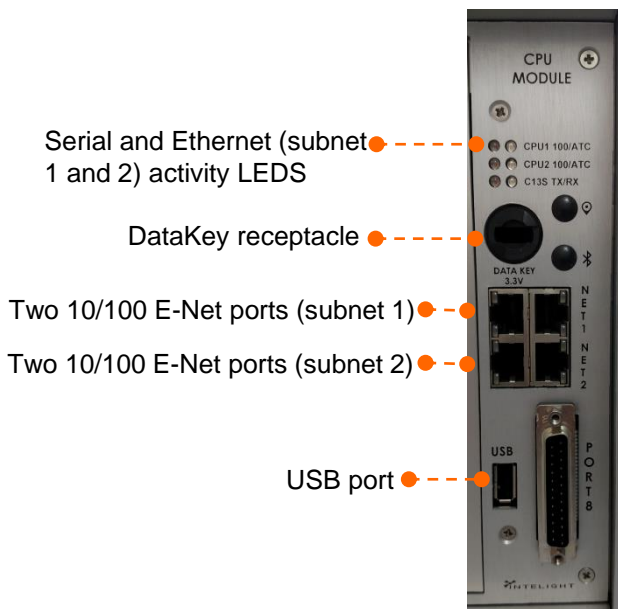 CPU
MODULE
Serial and Ethernet (subnet
1 and 2) activity LEDS
CPU1 100/ATC
CPU2 100/ATC
C13S TX/RX
DataKey receptacle
DATA KEY
3.3V
Two 10/100 E-Net ports (subnet 1)
NET1
Two 10/100 E-Net ports (subnet 2)
NET2
USB port
USB
PORT8
INTELIGHT